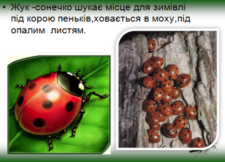 • Жук -сонечко шукає місце для зимівлі
під корою пеньків,ховається в моху,під
опалим листям.